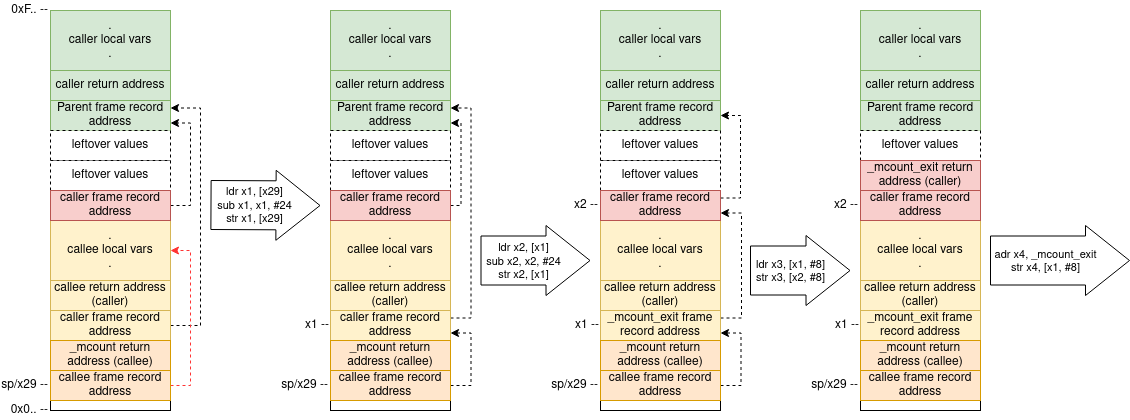 0xF.. --
.
caller local vars
.
caller return address
Parent frame record
address
leftover values
leftover values
caller frame record
address
.
callee local vars
.
callee return address
(caller)
caller frame record
address
_mcount return
address (callee)
sp/x29 --
callee frame record
address
0x0.. --
ldr x1, [x29]
sub x1, x1, #24
str x1, [x29]
.
caller local vars
.
caller return address
Parent frame record
address
leftover values
leftover values
caller frame record
address
.
callee local vars
.
callee return address
(caller)
x1 --
caller frame record
address
_mcount return
address (callee)
sp/x29 --
callee frame record
address
ldr x2, [x1]
sub x2, x2, #24
str x2, [x1]
.
caller local vars
.
caller return address
Parent frame record
address
leftover values
leftover values
x2 --
caller frame record
address
.
callee local vars
.
callee return address
(caller)
x1 --
_mcount_exit frame
record address
_mcount return
address (callee)
sp/x29 --
callee frame record
address
ldr x3, [x1, #8]
str x3, [x2, #8]
.
caller local vars
.
caller return address
Parent frame record
address
leftover values
_mcount_exit return
address (caller)
x2 --
caller frame record
address
.
callee local vars
.
callee return address
(caller)
x1 --
_mcount_exit frame
record address
_mcount return
address (callee)
sp/x29 --
callee frame record
address
adr x4, _mcount_exit
str x4, [x1, #8]